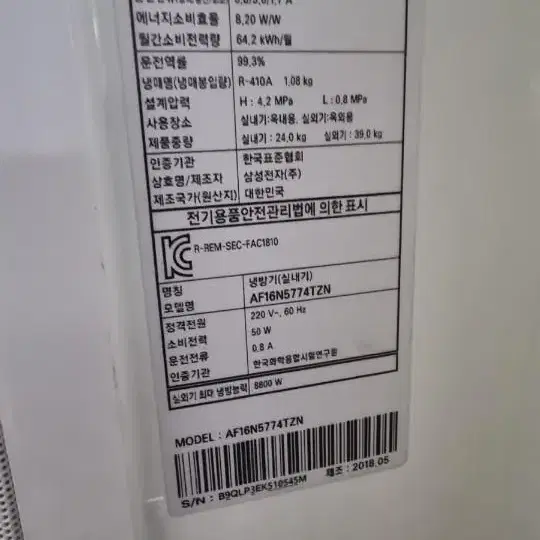 에너지소비효율 8,20 W/W
월간소비전력량 64,2 kWh/월
운전역률 99,3%
냉매명(냉매봉입량) R-410A 1,08 kg
설계압력 H : 4,2 MPa L : 0,8 MPa
사용장소 실내기:옥내용, 실외기:옥외용
제품중량 실내기 : 24,0 kg 실외기 : 39,0 kg
인증기관 한국표준협회
상호명/제조자 삼성전자(주)
제조국가(원산지) 대한민국
전기용품안전관리법에 의한 표시
R-REM-SEC-FAC1810
명칭 냉방기(실내기)
모델명 AF16N5774TZN
정격전원 220 V~, 60 Hz
소비전력 50 W
운전전류 0.8 A
인증기관 한국화학융합시험연구원
실외기 최대 냉방능력 8800 W
MODEL : AF16N5774TZN
S/N : B9QLP3EK510545M 제조 : 2018.05